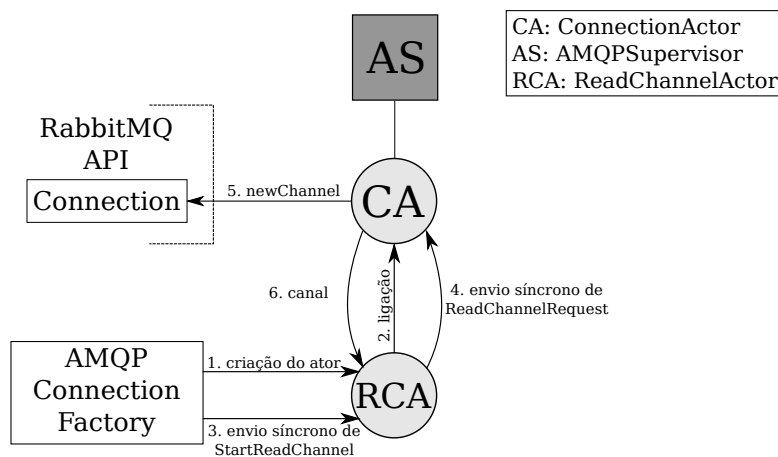 AS
CA: ConnectionActor
AS: AMQPSupervisor
RCA: ReadChannelActor
RabbitMQ
API
Connection
5. newChannel
CA
6. canal
2. ligação
4. envio síncrono de
ReadChannelRequest
AMQP
Connection
Factory
1. criação do ator
RCA
3. envio síncrono de
StartReadChannel